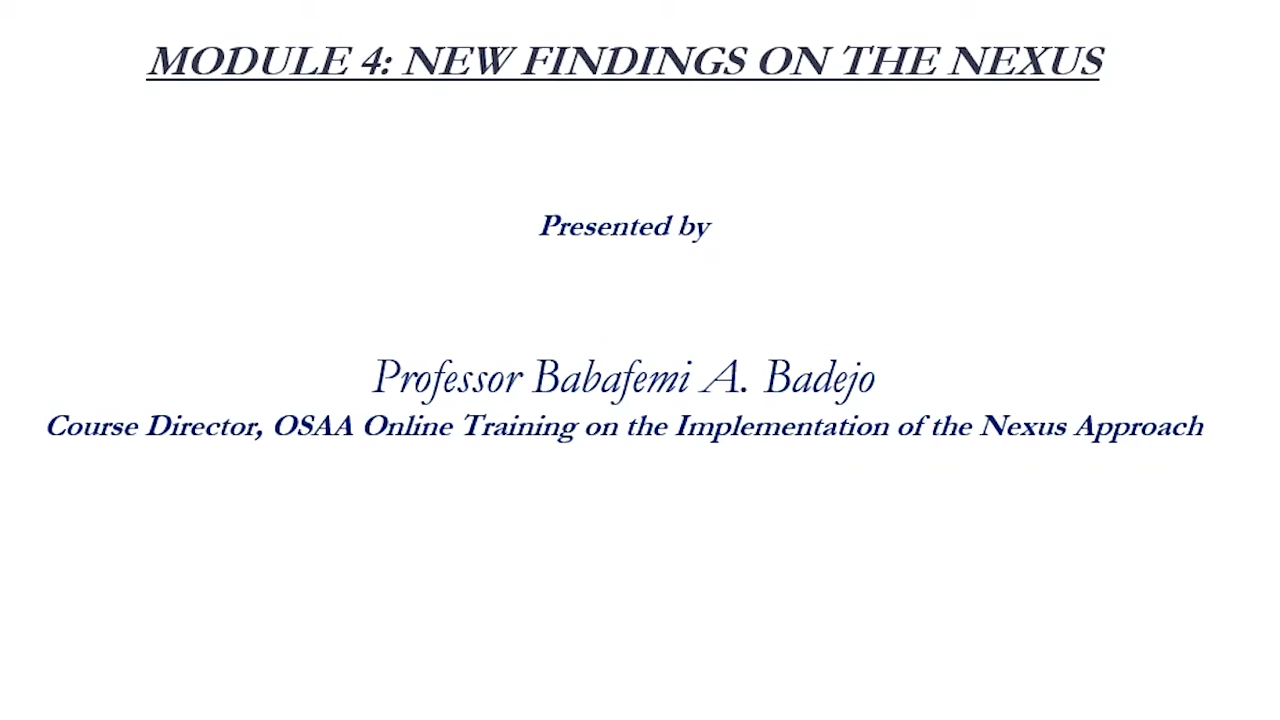 MODULE 4: NEW FINDINGS ON THE NEXUS
Presented by
Professor Babafemi A. Badejo
Course Director, OSAA Online Training on the Implementation of the Nexus Approach